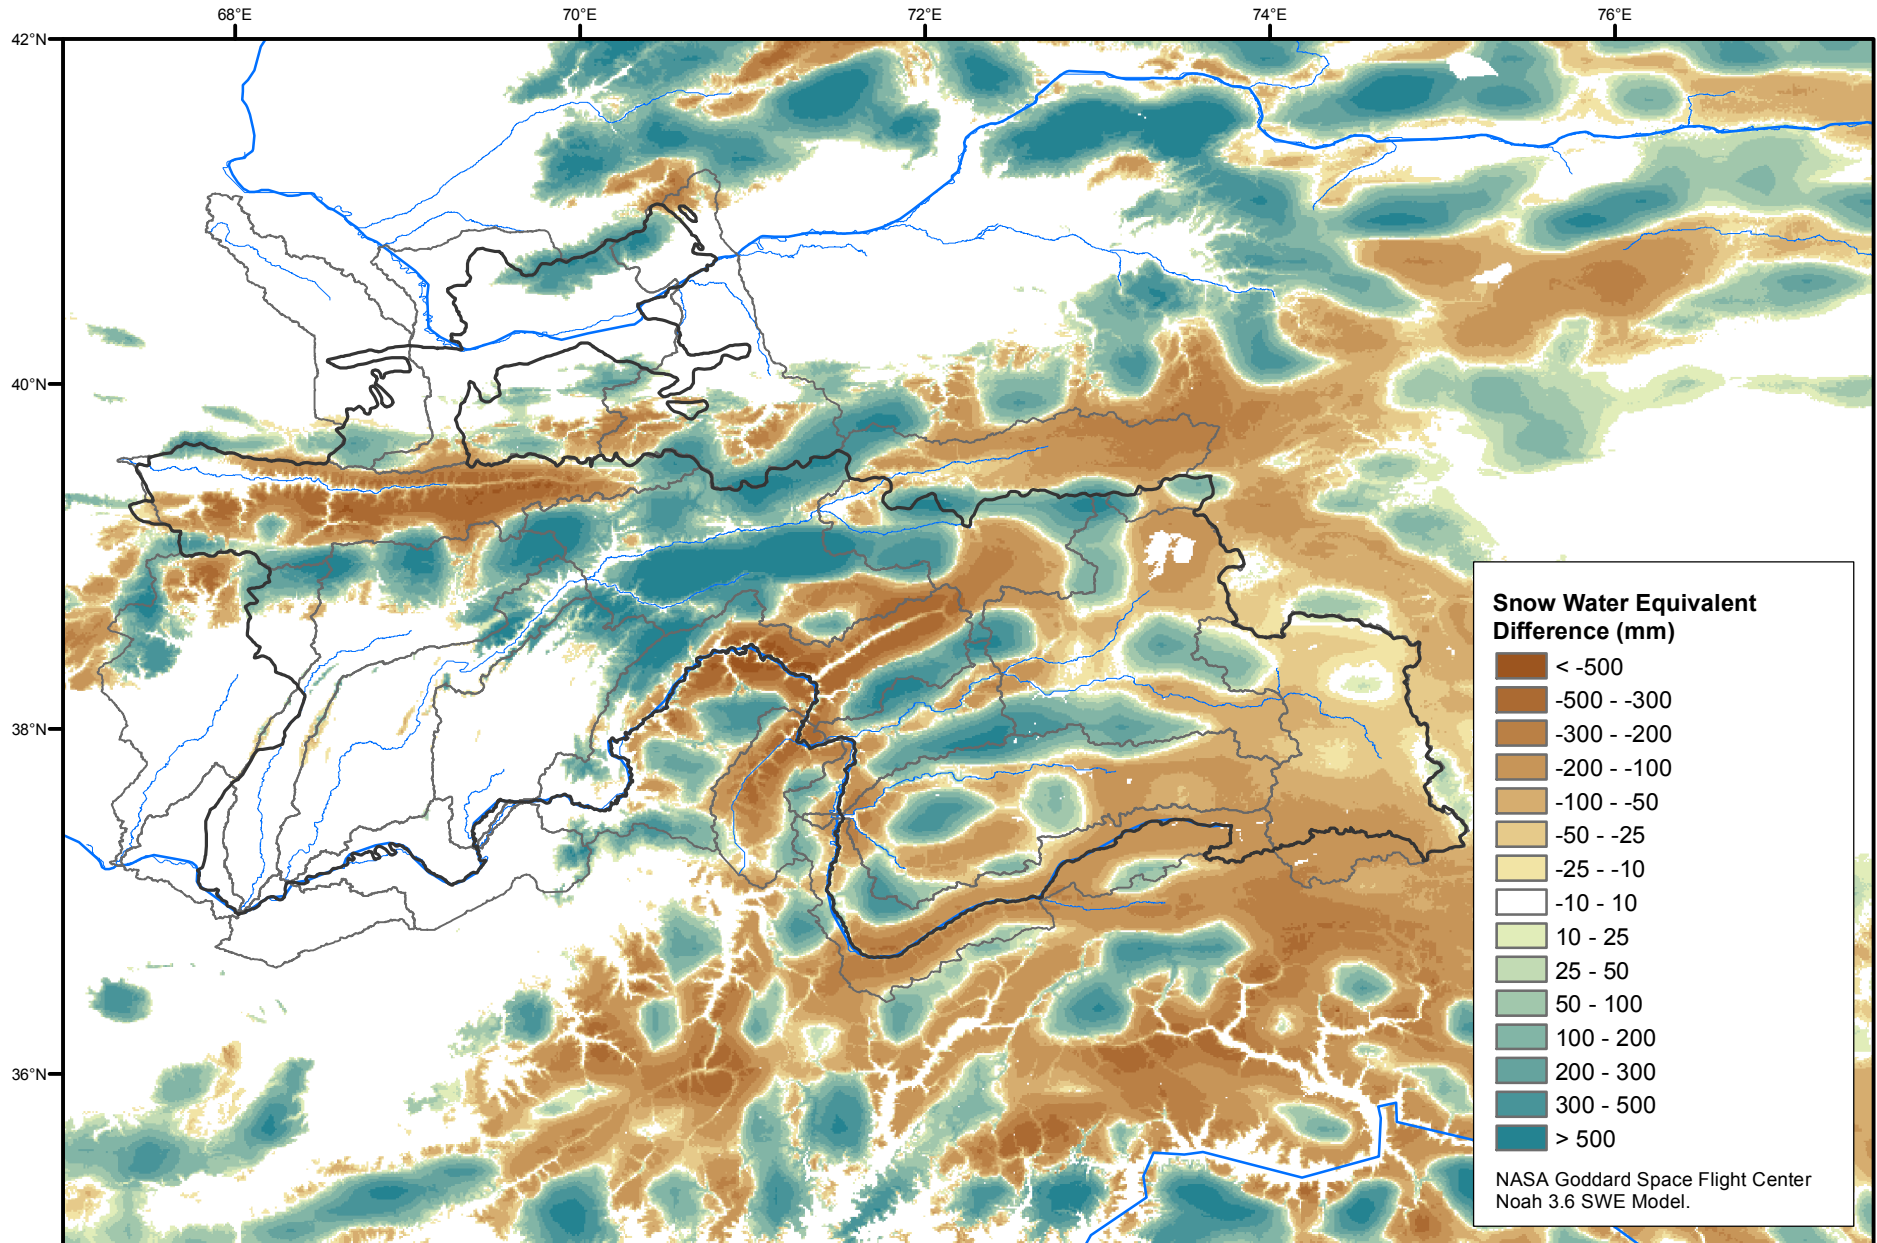 68°E 70°E 72°E 74°E 76°E
42°N
40°N
38°N
36°N
Snow Water Equivalent
Difference (mm)
< -500
-500 - -300
-300 - -200
-200 - -100
-100 - -50
-50 - -25
-25 - -10
-10 - 10
10 - 25
25 - 50
50 - 100
100 - 200
200 - 300
300 - 500
> 500
NASA Goddard Space Flight Center
Noah 3.6 SWE Model.